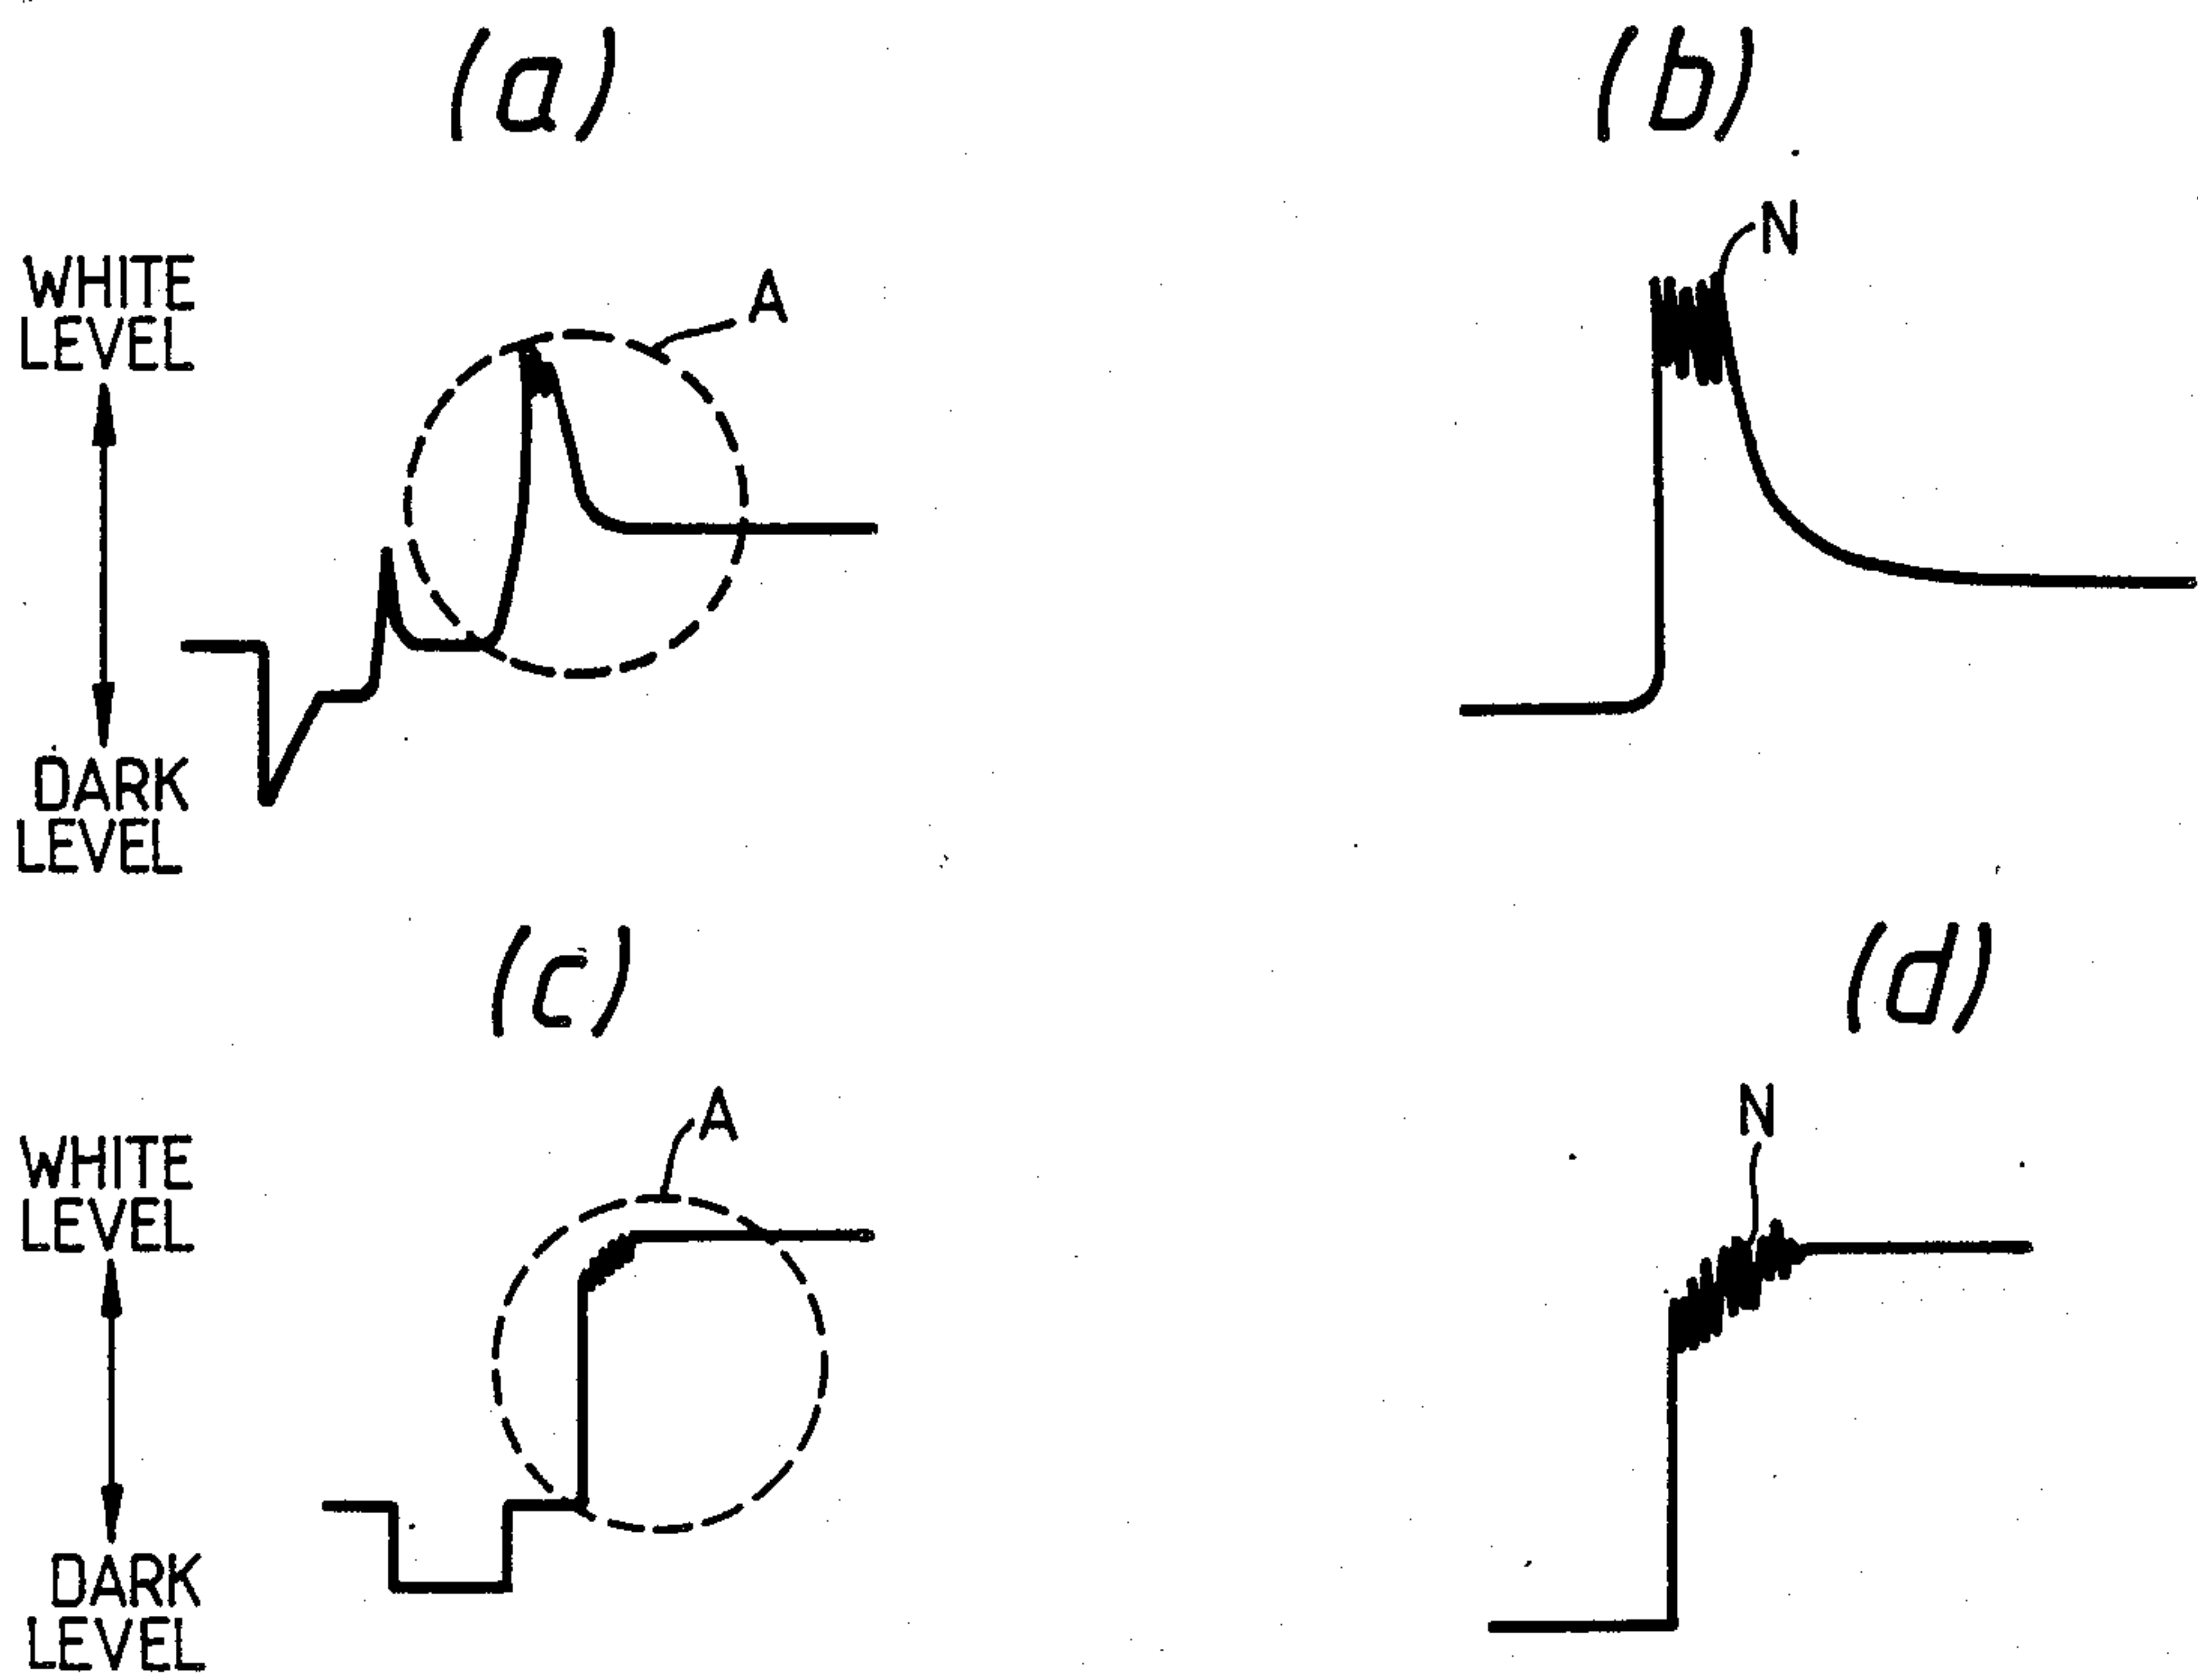 (a)
(b)
WHITE
LEVEL
A
N
DARK
LEVEL
(c)
(d)
WHITE
LEVEL
A
N
DARK
LEVEL